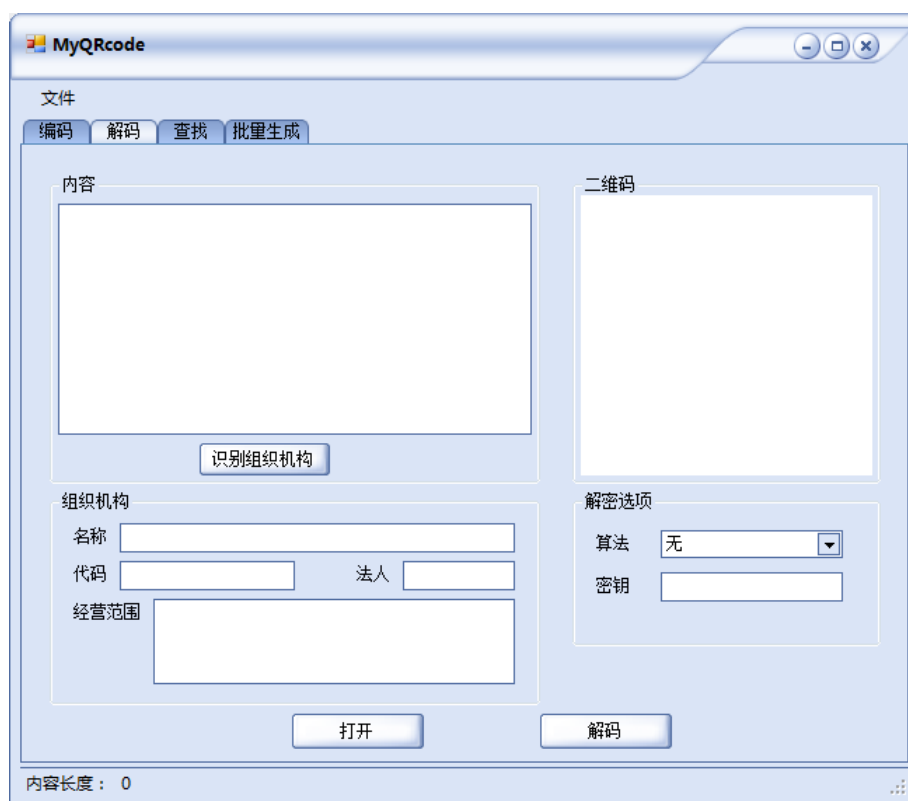 MyQRcode
文件
编码 解码 查找 批量生成
内容
二维码
识别组织机构
组织机构
名称
代码 法人
经营范围
解密选项
算法 无
密钥
打开 解码
内容长度： 0